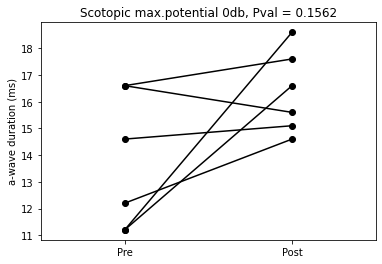 Scotopic max.potential 0db, Pval = 0.1562
a-wave duration (ms)
18
17
16
15
14
13
12
11
Pre Post